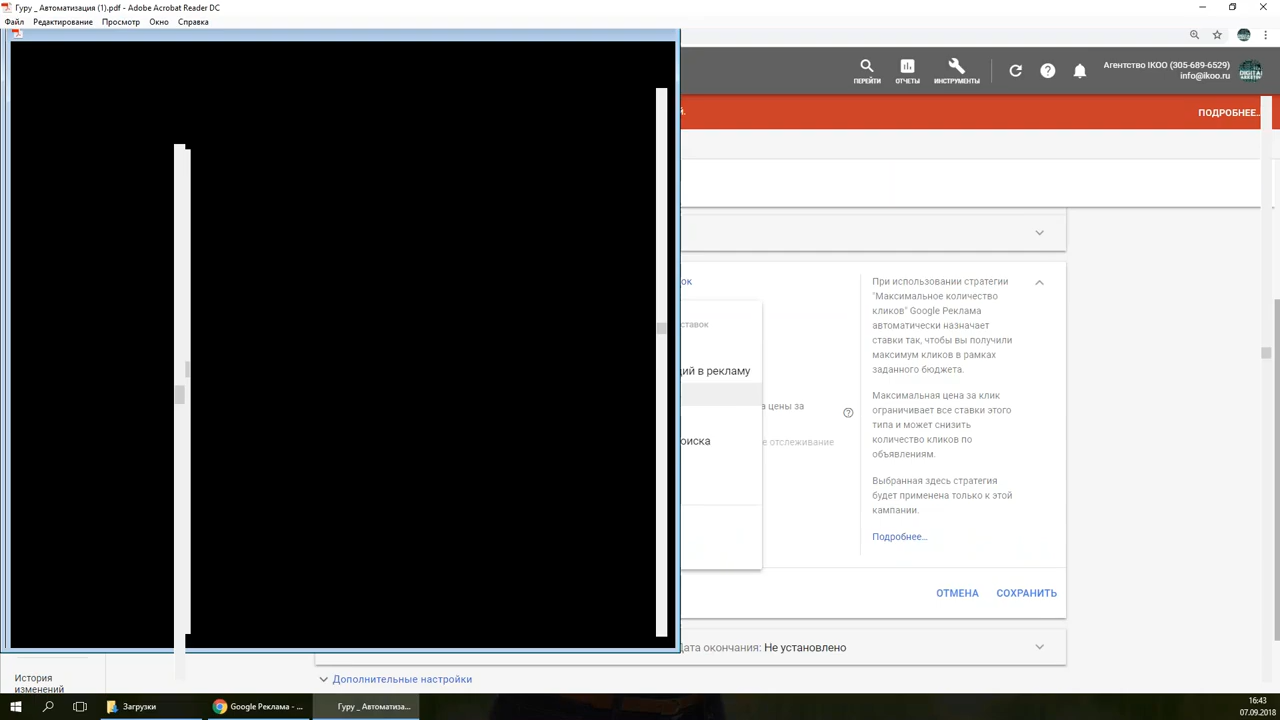 Гуру _ Автоматизация (1).pdf - Adobe Acrobat Reader DC
Файл Редактирование Просмотр Окно Справка
ПЕРЕЙТИ ОТЧЕТЫ ИНСТРУМЕНТЫ
Агентство IKOO (305-689-6529)
info@ikoo.ru
ПОДРОБНЕЕ...
ок
При использовании стратегии
"Максимальное количество
кликов" Google Реклама
автоматически назначает
ставки так, чтобы вы получили
максимум кликов в рамках
заданного бюджета.
Максимальная цена за клик
ограничивает все ставки этого
типа и может снизить
количество кликов по
объявлениям.
Выбранная здесь стратегия
будет применена только к этой
кампании.
Подробнее...
ставок
ций в рекламу
а цены за
оиска
е отслеживание
ОТМЕНА СОХРАНИТЬ
Дата окончания: Не установлено
Дополнительные настройки
История
изменений
Загрузки
Google Реклама - ...
Гуру _ Автоматиза...
16:43
07.09.2018